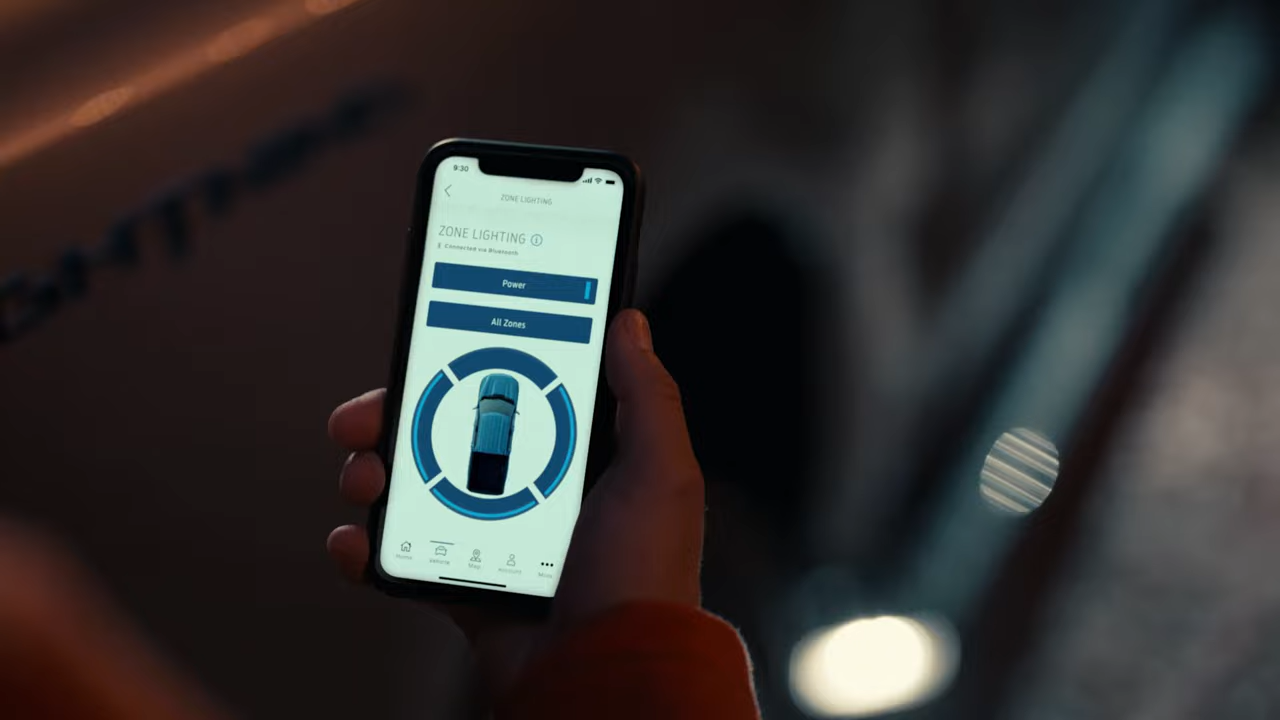 9:30
ZONE LIGHTING
ZONE LIGHTING
Connected via Bluetooth
Power
All Zones
Home Vehicle Map Account More